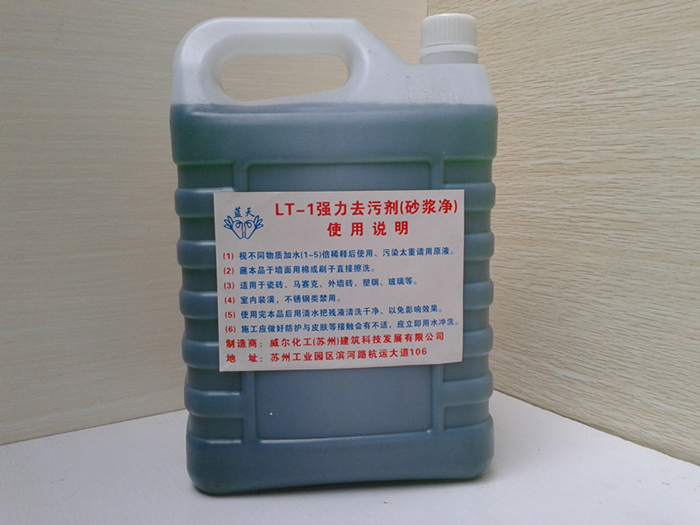 蓝天
LT-1强力去污剂(砂浆净)
使用说明
(1) 视不同物质加水(1-5)倍稀释后使用、污染太重请用原液。
(2) 蘸本品于墙面用棉或刷子直接擦洗。
(3) 适用于瓷砖、马赛克、外墙砖、塑钢、玻璃等。
(4) 室内装潢，不锈钢类禁用。
(5) 使用完本品后用清水把残液清洗干净，以免影响效果。
(6) 施工应做好防护与皮肤等接触会有不适，应立即用水冲洗。
制造商：威尔化工(苏州)建筑科技发展有限公司
地 址：苏州工业园区滨河路杭运大道106